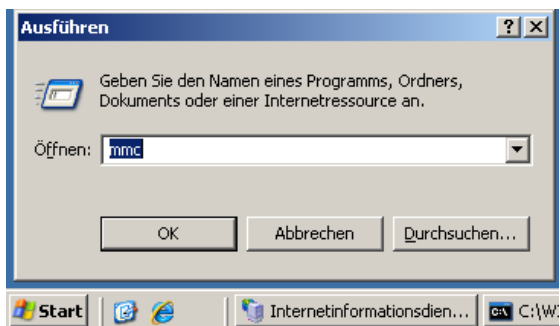 Ausführen
Geben Sie den Namen eines Programms, Ordners,
Dokuments oder einer Internetressource an.
Öffnen: mmc
OK Abbrechen Durchsuchen...
Start Internetinformationsdien... C:\W